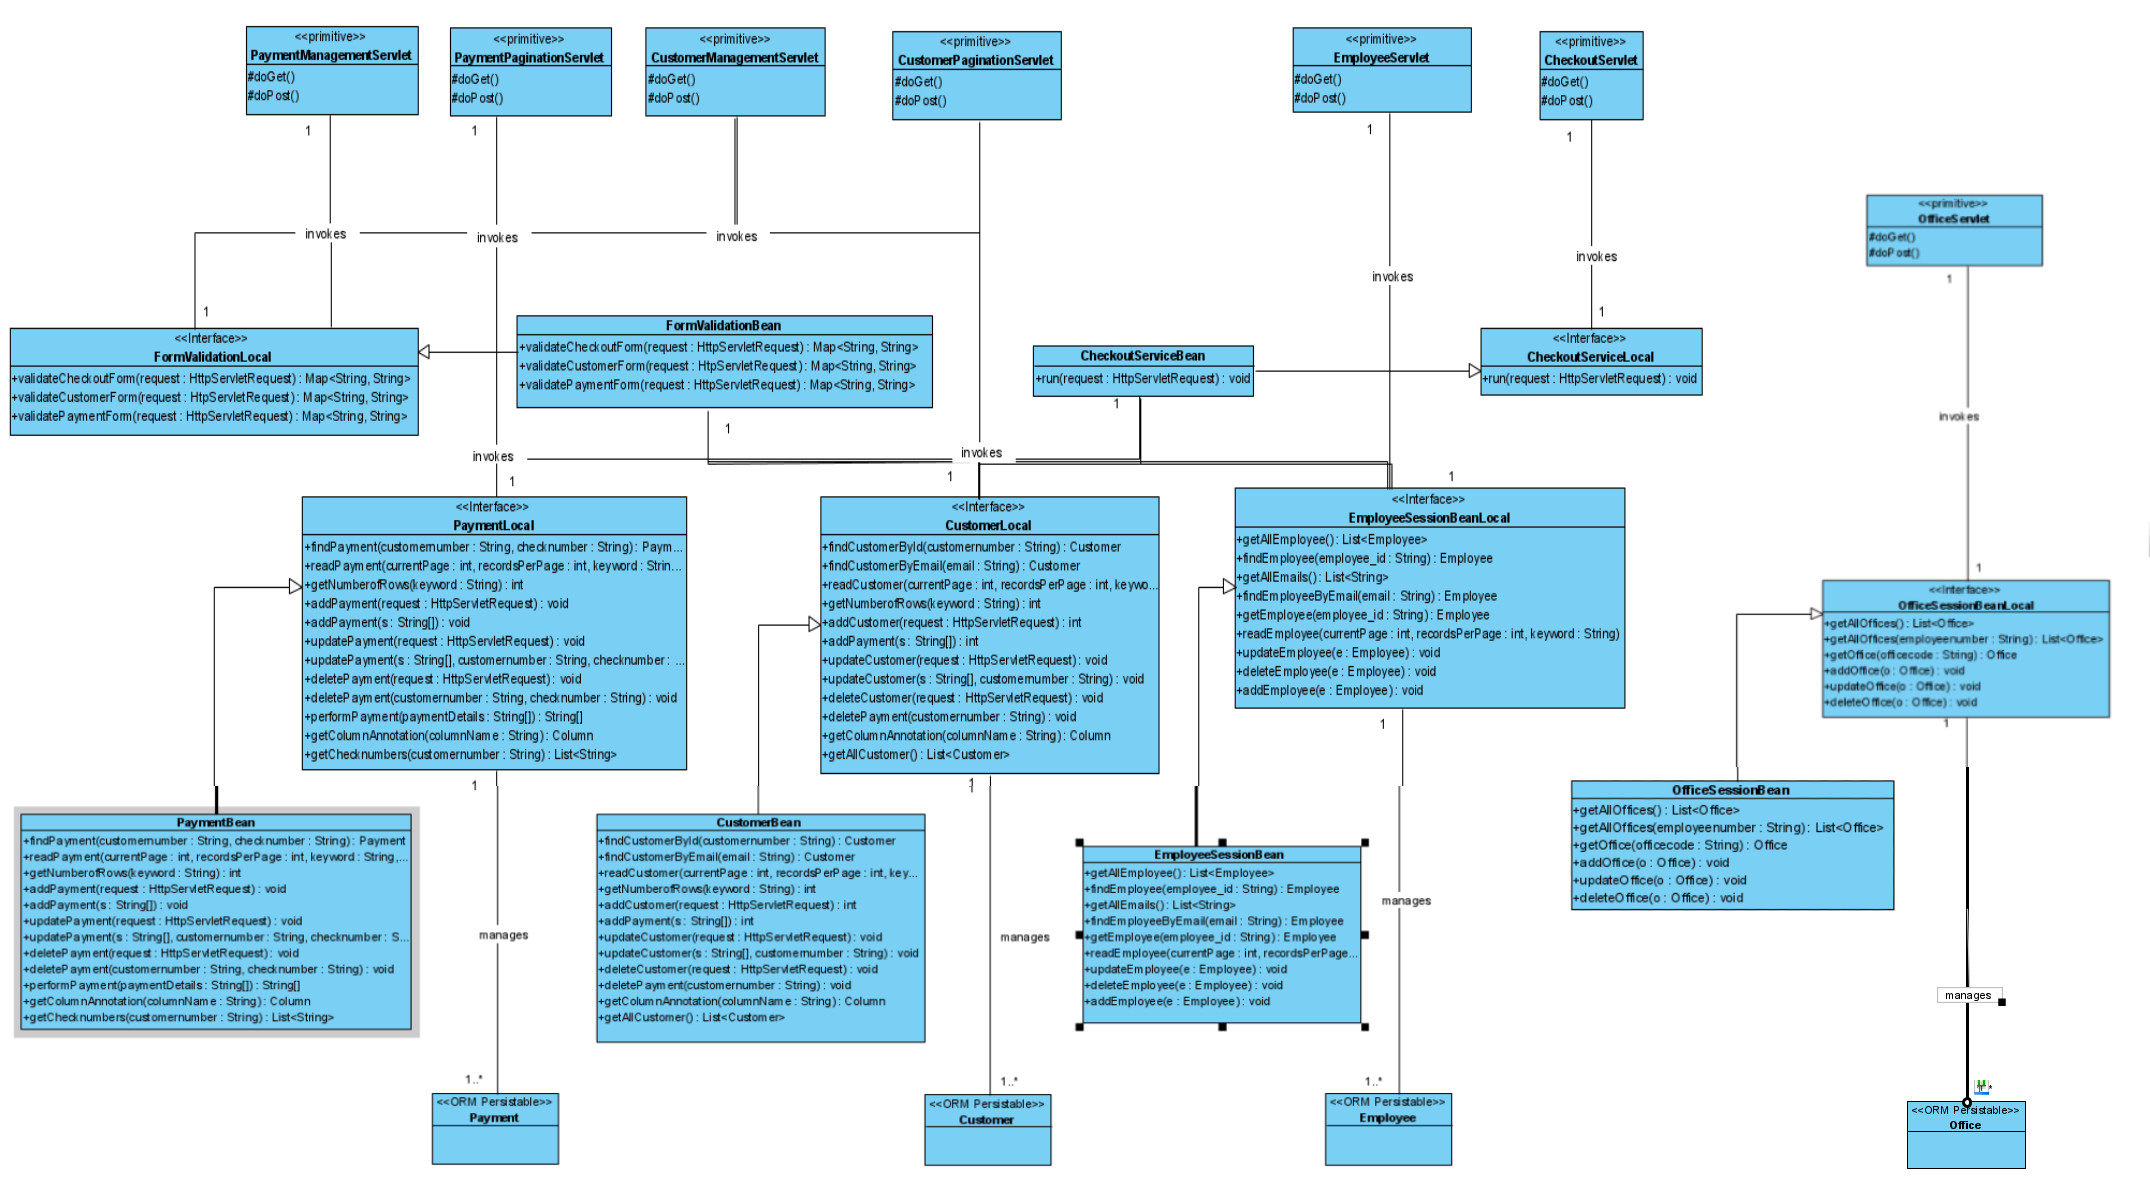 <<primitive>>
PaymentManagementServlet
#doGet()
#doPost()
<<primitive>>
PaymentPaginationServlet
#doGet()
#doPost()
<<primitive>>
CustomerManagementServlet
#doGet()
#doPost()
<<primitive>>
CustomerPaginationServlet
#doGet()
#doPost()
<<primitive>>
EmployeeServlet
#doGet()
#doPost()
<<primitive>>
CheckoutServlet
#doGet()
#doPost()
<<primitive>>
OfficeServlet
#doGet()
#doPost()
1
1
1
1
1
invokes
invokes
invokes
invokes
invokes
invokes
1
1
<<Interface>>
FormValidationLocal
+validateCheckoutForm(request : HttpServletRequest) : Map<String, String>
+validateCustomerForm(request : HttpServletRequest) : Map<String, String>
+validatePaymentForm(request : HttpServletRequest) : Map<String, String>
FormValidationBean
+validateCheckoutForm(request : HttpServletRequest) : Map<String, String>
+validateCustomerForm(request : HttpServletRequest) : Map<String, String>
+validatePaymentForm(request : HttpServletRequest) : Map<String, String>
CheckoutServiceBean
+run(request : HttpServletRequest) : void
<<Interface>>
CheckoutServiceLocal
+run(request : HttpServletRequest) : void
1
1
invokes
invokes
1
1
1
1
<<Interface>>
PaymentLocal
+findPayment(customernumber : String, checknumber : String) : Paym...
+readPayment(currentPage : int, recordsPerPage : int, keyword : Strin...
+getNumberofRows(keyword : String) : int
+addPayment(request : HttpServletRequest) : void
+addPayment(s : String[]) : void
+updatePayment(request : HttpServletRequest) : void
+updatePayment(s : String[], customernumber : String, checknumber : ...
+deletePayment(request : HttpServletRequest) : void
+deletePayment(customernumber : String, checknumber : String) : void
+performPayment(paymentDetails : String[]) : String[]
+getColumnAnnotation(columnName : String) : Column
+getChecknumbers(customernumber : String) : List<String>
<<Interface>>
CustomerLocal
+findCustomerById(customernumber : String) : Customer
+findCustomerByEmail(email : String) : Customer
+readCustomer(currentPage : int, recordsPerPage : int, keywo...
+getNumberofRows(keyword : String) : int
+addCustomer(request : HttpServletRequest) : int
+addPayment(s : String[]) : int
+updateCustomer(request : HttpServletRequest) : void
+updateCustomer(s : String[], customernumber : String) : void
+deleteCustomer(request : HttpServletRequest) : void
+deletePayment(customernumber : String) : void
+getColumnAnnotation(columnName : String) : Column
+getAllCustomer() : List<Customer>
<<Interface>>
EmployeeSessionBeanLocal
+getAllEmployee() : List<Employee>
+findEmployee(employee_id : String) : Employee
+getAllEmails() : List<String>
+findEmployeeByEmail(email : String) : Employee
+getEmployee(employee_id : String) : Employee
+readEmployee(currentPage : int, recordsPerPage : int, keyword : String)
+updateEmployee(e : Employee) : void
+deleteEmployee(e : Employee) : void
+addEmployee(e : Employee) : void
<<Interface>>
OfficeSessionBeanLocal
+getAllOffices() : List<Office>
+getAllOffices(employeenumber : String) : List<Office>
+getOffice(officecode : String) : Office
+addOffice(o : Office) : void
+updateOffice(o : Office) : void
+deleteOffice(o : Office) : void
1
1
1
1
PaymentBean
+findPayment(customernumber : String, checknumber : String) : Payment
+readPayment(currentPage : int, recordsPerPage : int, keyword : String,...
+getNumberofRows(keyword : String) : int
+addPayment(request : HttpServletRequest) : void
+addPayment(s : String[]) : void
+updatePayment(request : HttpServletRequest) : void
+updatePayment(s : String[], customernumber : String, checknumber : S...
+deletePayment(request : HttpServletRequest) : void
+deletePayment(customernumber : String, checknumber : String) : void
+performPayment(paymentDetails : String[]) : String[]
+getColumnAnnotation(columnName : String) : Column
+getChecknumbers(customernumber : String) : List<String>
CustomerBean
+findCustomerById(customernumber : String) : Customer
+findCustomerByEmail(email : String) : Customer
+readCustomer(currentPage : int, recordsPerPage : int, key...
+getNumberofRows(keyword : String) : int
+addCustomer(request : HttpServletRequest) : int
+addPayment(s : String[]) : int
+updateCustomer(request : HttpServletRequest) : void
+updateCustomer(s : String[], customernumber : String) : void
+deleteCustomer(request : HttpServletRequest) : void
+deletePayment(customernumber : String) : void
+getColumnAnnotation(columnName : String) : Column
+getAllCustomer() : List<Customer>
EmployeeSessionBean
+getAllEmployee() : List<Employee>
+findEmployee(employee_id : String) : Employee
+getAllEmails() : List<String>
+findEmployeeByEmail(email : String) : Employee
+getEmployee(employee_id : String) : Employee
+readEmployee(currentPage : int, recordsPerPage...
+updateEmployee(e : Employee) : void
+deleteEmployee(e : Employee) : void
+addEmployee(e : Employee) : void
OfficeSessionBean
+getAllOffices() : List<Office>
+getAllOffices(employeenumber : String) : List<Office>
+getOffice(officecode : String) : Office
+addOffice(o : Office) : void
+updateOffice(o : Office) : void
+deleteOffice(o : Office) : void
manages
manages
manages
manages
1..*
1..*
1..*
<<ORM Persistable>>
Payment
<<ORM Persistable>>
Customer
<<ORM Persistable>>
Employee
<<ORM Persistable>>
Office